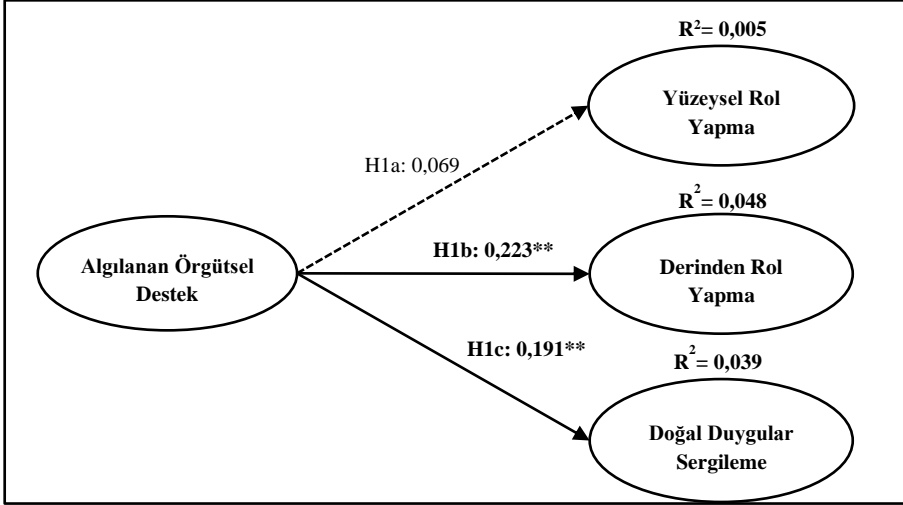 R²= 0,005
Yüzeysel Rol
Yapma
H1a: 0,069
R²= 0,048
H1b: 0,223**
Algılanan Örgütsel
Destek
Derinden Rol
Yapma
H1c: 0,191**
R²= 0,039
Doğal Duygular
Sergileme